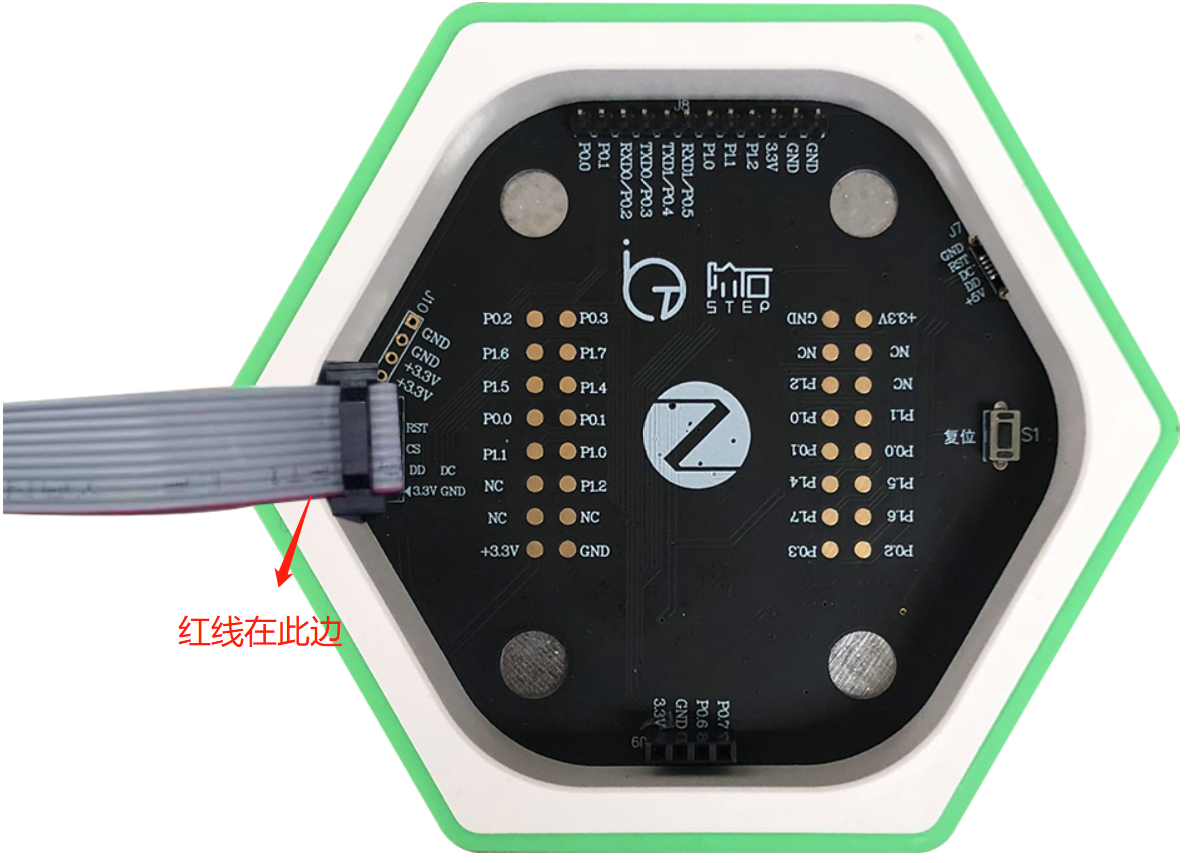 J8
P0.0
P0.1
RXD0/P0.2
TXD0/P0.3
TXD1/P0.4
RXD1/P0.5
P1.0
P1.1
P1.2
3.3V
GND
GND
J7
GND
RST
DC
DD
+5V
STEP
J10
GND
GND
+3.3V
+3.3V
P0.2 P0.3
P1.6 P1.7
P1.5 P1.4
P0.0 P0.1
P1.1 P1.0
NC P1.2
NC NC
+3.3V GND
GND +3.3V
NC NC
P1.2 NC
P1.0 P1.1
P0.1 P0.0
P1.4 P1.5
P1.7 P1.6
P0.3 P0.2
RST
CS
DD DC
3.3V GND
Z
复位 S1
红线在此边
3.3V
GND
P0.6
P0.7
J9